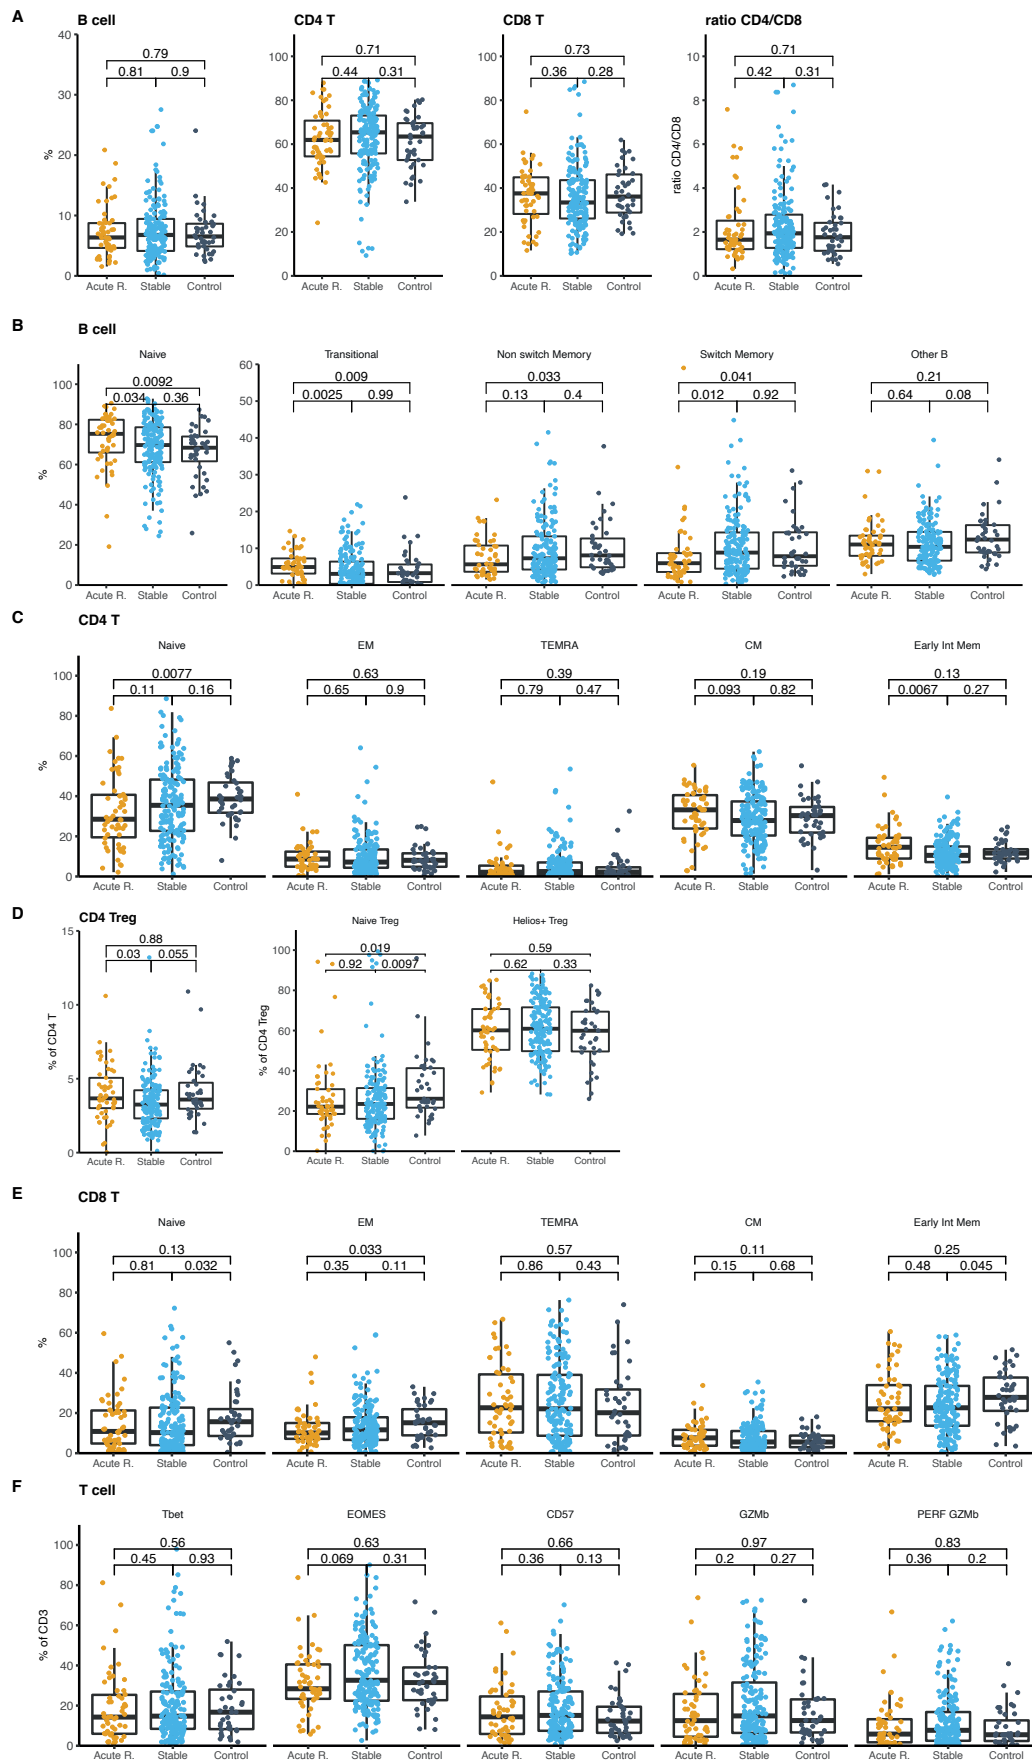 A
B cell
CD4 T
CD8 T
ratio CD4/CD8
%
40
30
20
10
0
0.79
0.81 0.9
Acute R. Stable Control
100
80
60
40
20
0
0.71
0.44 0.31
Acute R. Stable Control
100
80
60
40
20
0
0.73
0.36 0.28
Acute R. Stable Control
ratio CD4/CD8
10
8
6
4
2
0
0.71
0.42 0.31
Acute R. Stable Control
B
B cell
Naive
Transitional
Non switch Memory
Switch Memory
Other B
%
100
80
60
40
20
0
0.0092
0.034 0.36
60
50
40
30
20
10
0
0.009
0.0025 0.99
0.033
0.13 0.4
0.041
0.012 0.92
0.21
0.64 0.08
Acute R. Stable Control
Acute R. Stable Control
Acute R. Stable Control
Acute R. Stable Control
Acute R. Stable Control
C
CD4 T
Naive
EM
TEMRA
CM
Early Int Mem
%
100
80
60
40
20
0
0.0077
0.11 0.16
0.63
0.65 0.9
0.39
0.79 0.47
0.19
0.093 0.82
0.13
0.0067 0.27
Acute R. Stable Control
Acute R. Stable Control
Acute R. Stable Control
Acute R. Stable Control
Acute R. Stable Control
D
CD4 Treg
% of CD4 T
15
10
5
0
0.88
0.03 0.055
Acute R. Stable Control
Naive Treg
Helios+ Treg
% of CD4 Treg
100
80
60
40
20
0
0.019
0.92 0.0097
0.59
0.62 0.33
Acute R. Stable Control
Acute R. Stable Control
E
CD8 T
Naive
EM
TEMRA
CM
Early Int Mem
%
100
80
60
40
20
0
0.13
0.81 0.032
0.033
0.35 0.11
0.57
0.86 0.43
0.11
0.15 0.68
0.25
0.48 0.045
Acute R. Stable Control
Acute R. Stable Control
Acute R. Stable Control
Acute R. Stable Control
Acute R. Stable Control
F
T cell
Tbet
EOMES
CD57
GZMb
PERF GZMb
% of CD3
100
80
60
40
20
0
0.56
0.45 0.93
0.63
0.069 0.31
0.66
0.36 0.13
0.97
0.2 0.27
0.83
0.36 0.2
Acute R. Stable Control
Acute R. Stable Control
Acute R. Stable Control
Acute R. Stable Control
Acute R. Stable Control